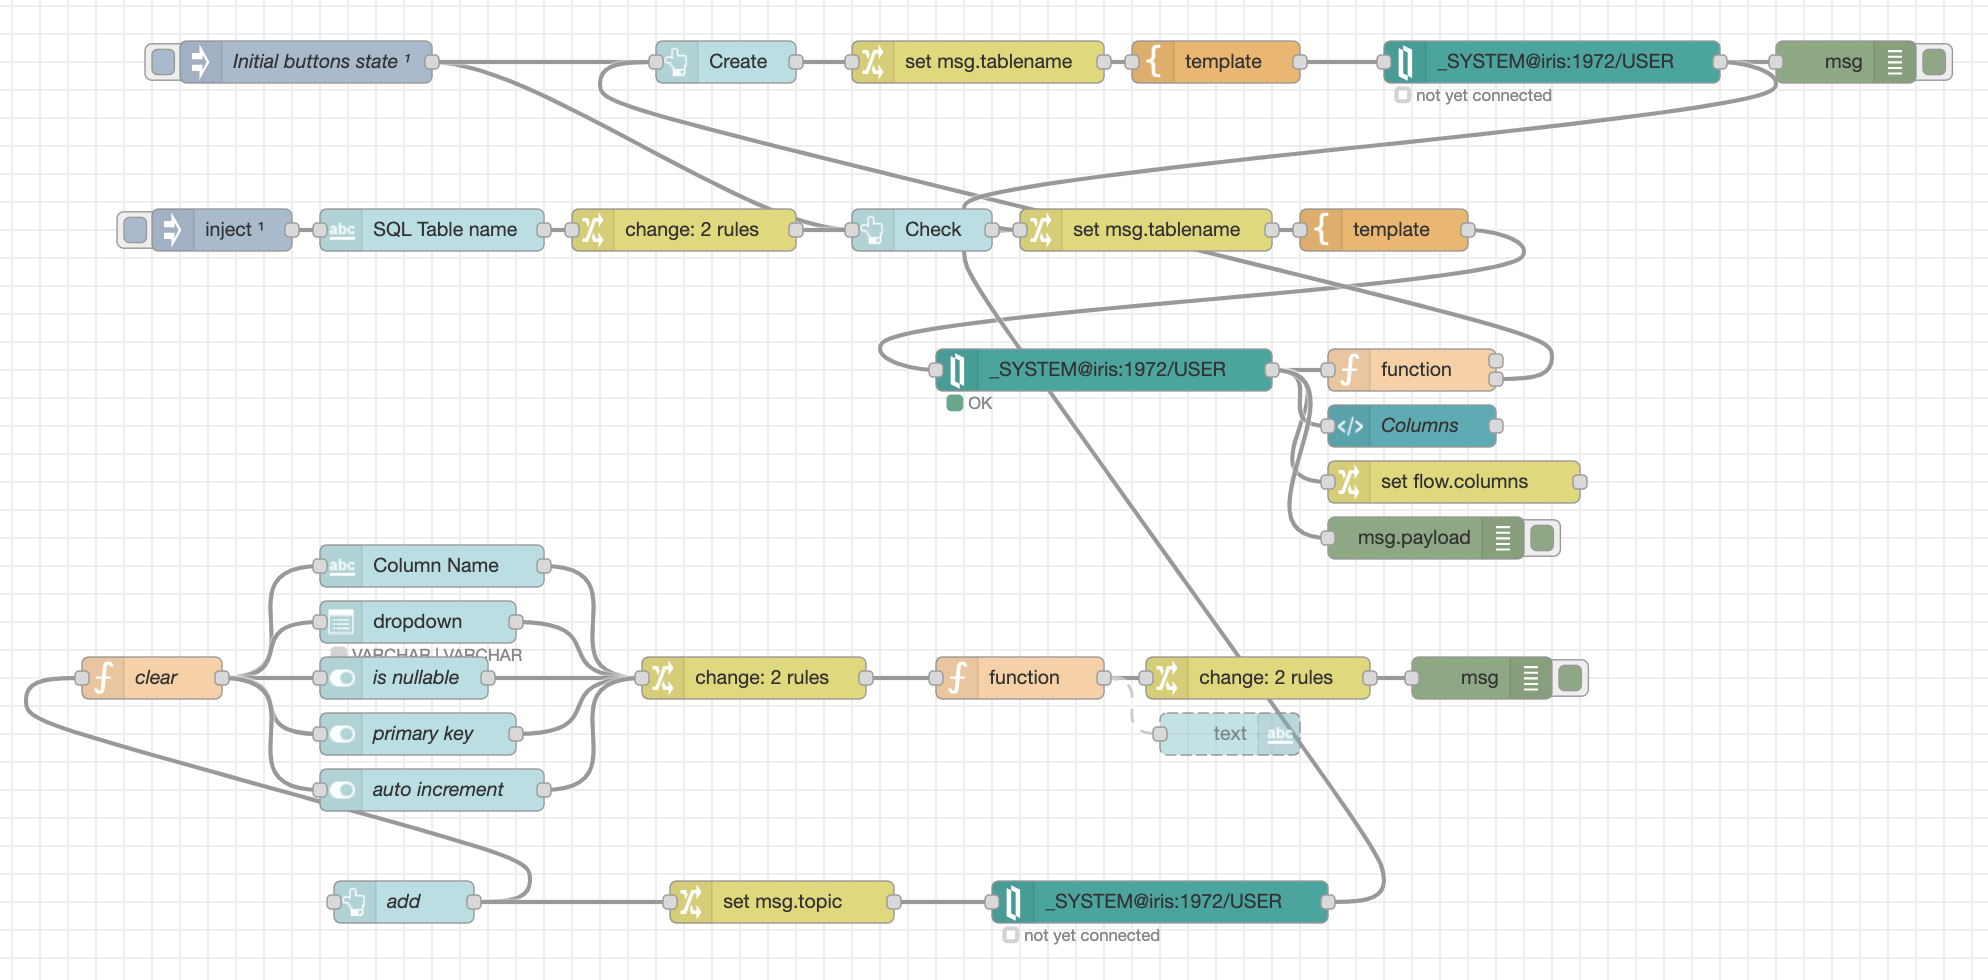 Initial buttons state ¹
Create
set msg.tablename
template
_SYSTEM@iris:1972/USER
msg
not yet connected
inject ¹
abc
SQL Table name
change: 2 rules
Check
set msg.tablename
template
_SYSTEM@iris:1972/USER
function
OK
Columns
set flow.columns
msg.payload
abc
Column Name
dropdown
VARCHAR | VARCHAR
clear
is nullable
change: 2 rules
function
change: 2 rules
msg
primary key
text
abc
auto increment
add
set msg.topic
_SYSTEM@iris:1972/USER
not yet connected